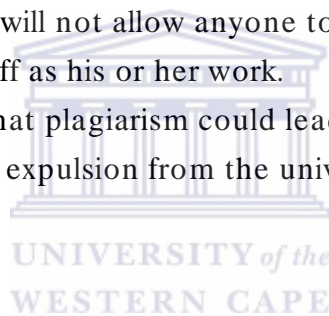 will not allow anyone to
ff as his or her work.
hat plagiarism could lead
expulsion from the univ
UNIVERSITY of the
WESTERN CAPE